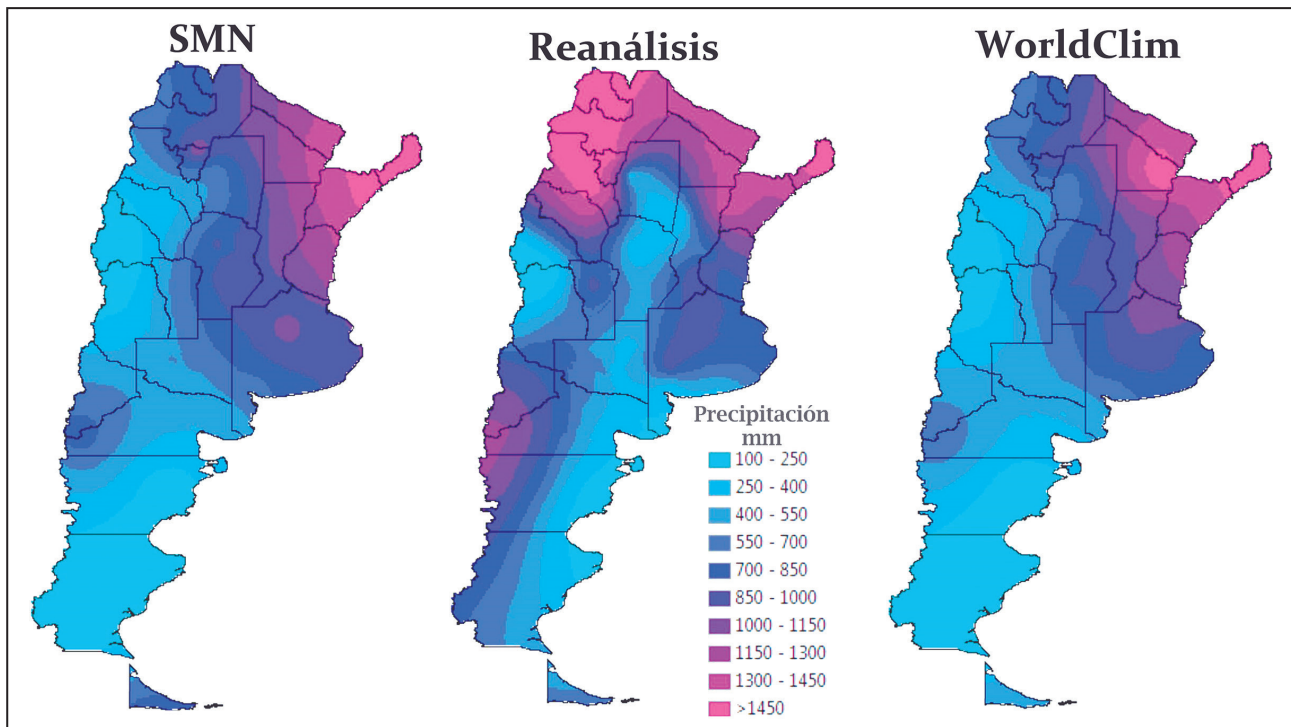 SMN
Reanálisis
WorldClim
Precipitación
mm
100 - 250
250 - 400
400 - 550
550 - 700
700 - 850
850 - 1000
1000 - 1150
1150 - 1300
1300 - 1450
>1450